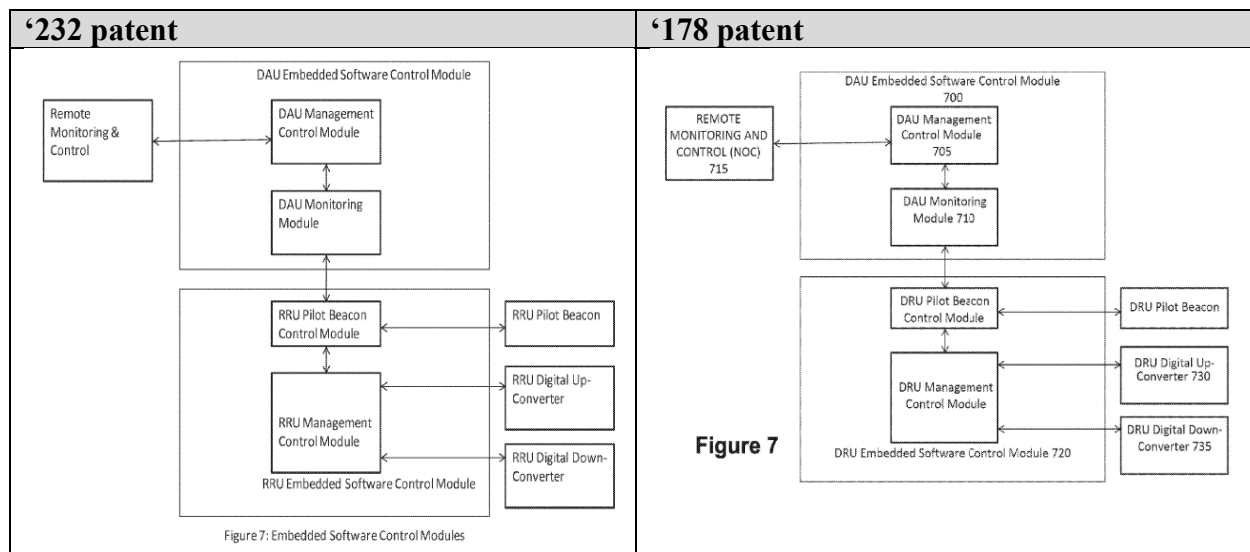 ‘232 patent
DAU Embedded Software Control Module
Remote
Monitoring &
Control
DAU Management
Control Module
DAU Monitoring
Module
RRU Pilot Beacon
Control Module
RRU Pilot Beacon
RRU Management
Control Module
RRU Digital Up-
Converter
RRU Digital Down-
Converter
RRU Embedded Software Control Module
Figure 7: Embedded Software Control Modules
‘178 patent
DAU Embedded Software Control Module
700
REMOTE
MONITORING AND
CONTROL (NOC)
715
DAU Management
Control Module
705
DAU Monitoring
Module 710
DRU Pilot Beacon
Control Module
DRU Pilot Beacon
DRU Management
Control Module
DRU Digital Up-
Converter 730
DRU Digital Down-
Converter 735
Figure 7
DRU Embedded Software Control Module 720